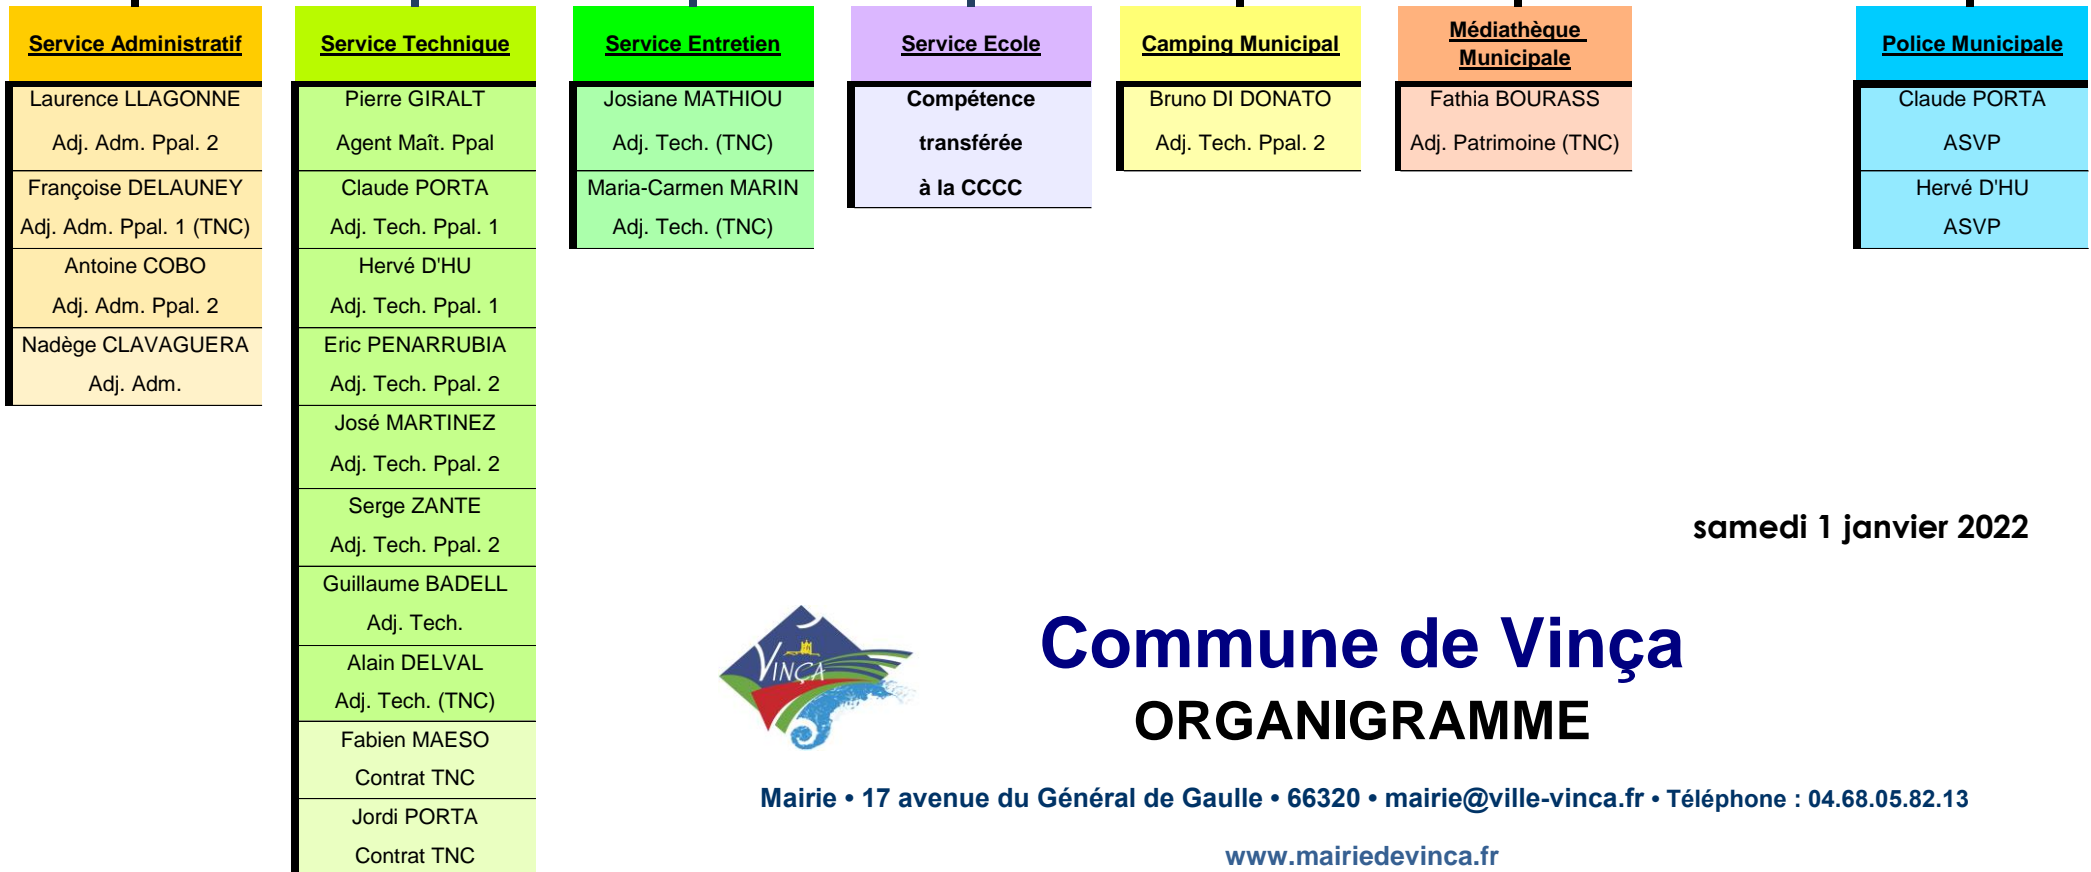 Service Administratif
Laurence LLAGONNE
Adj. Adm. Ppal. 2
Françoise DELAUNEY
Adj. Adm. Ppal. 1 (TNC)
Antoine COBO
Adj. Adm. Ppal. 2
Nadège CLAVAGUERA
Adj. Adm.
Service Technique
Pierre GIRALT
Agent Maît. Ppal
Claude PORTA
Adj. Tech. Ppal. 1
Hervé D'HU
Adj. Tech. Ppal. 1
Eric PENARRUBIA
Adj. Tech. Ppal. 2
José MARTINEZ
Adj. Tech. Ppal. 2
Serge ZANTE
Adj. Tech. Ppal. 2
Guillaume BADELL
Adj. Tech.
Alain DELVAL
Adj. Tech. (TNC)
Fabien MAESO
Contrat TNC
Jordi PORTA
Contrat TNC
Service Entretien
Josiane MATHIOU
Adj. Tech. (TNC)
Maria-Carmen MARIN
Adj. Tech. (TNC)
Service Ecole
Compétence
transférée
à la CCCC
Camping Municipal
Bruno DI DONATO
Adj. Tech. Ppal. 2
Médiathèque
Municipale
Fathia BOURASS
Adj. Patrimoine (TNC)
Police Municipale
Claude PORTA
ASVP
Hervé D'HU
ASVP
samedi 1 janvier 2022
VINÇA
Commune de Vinça
ORGANIGRAMME
Mairie • 17 avenue du Général de Gaulle • 66320 • mairie@ville-vinca.fr • Téléphone : 04.68.05.82.13
www.mairiedevinca.fr